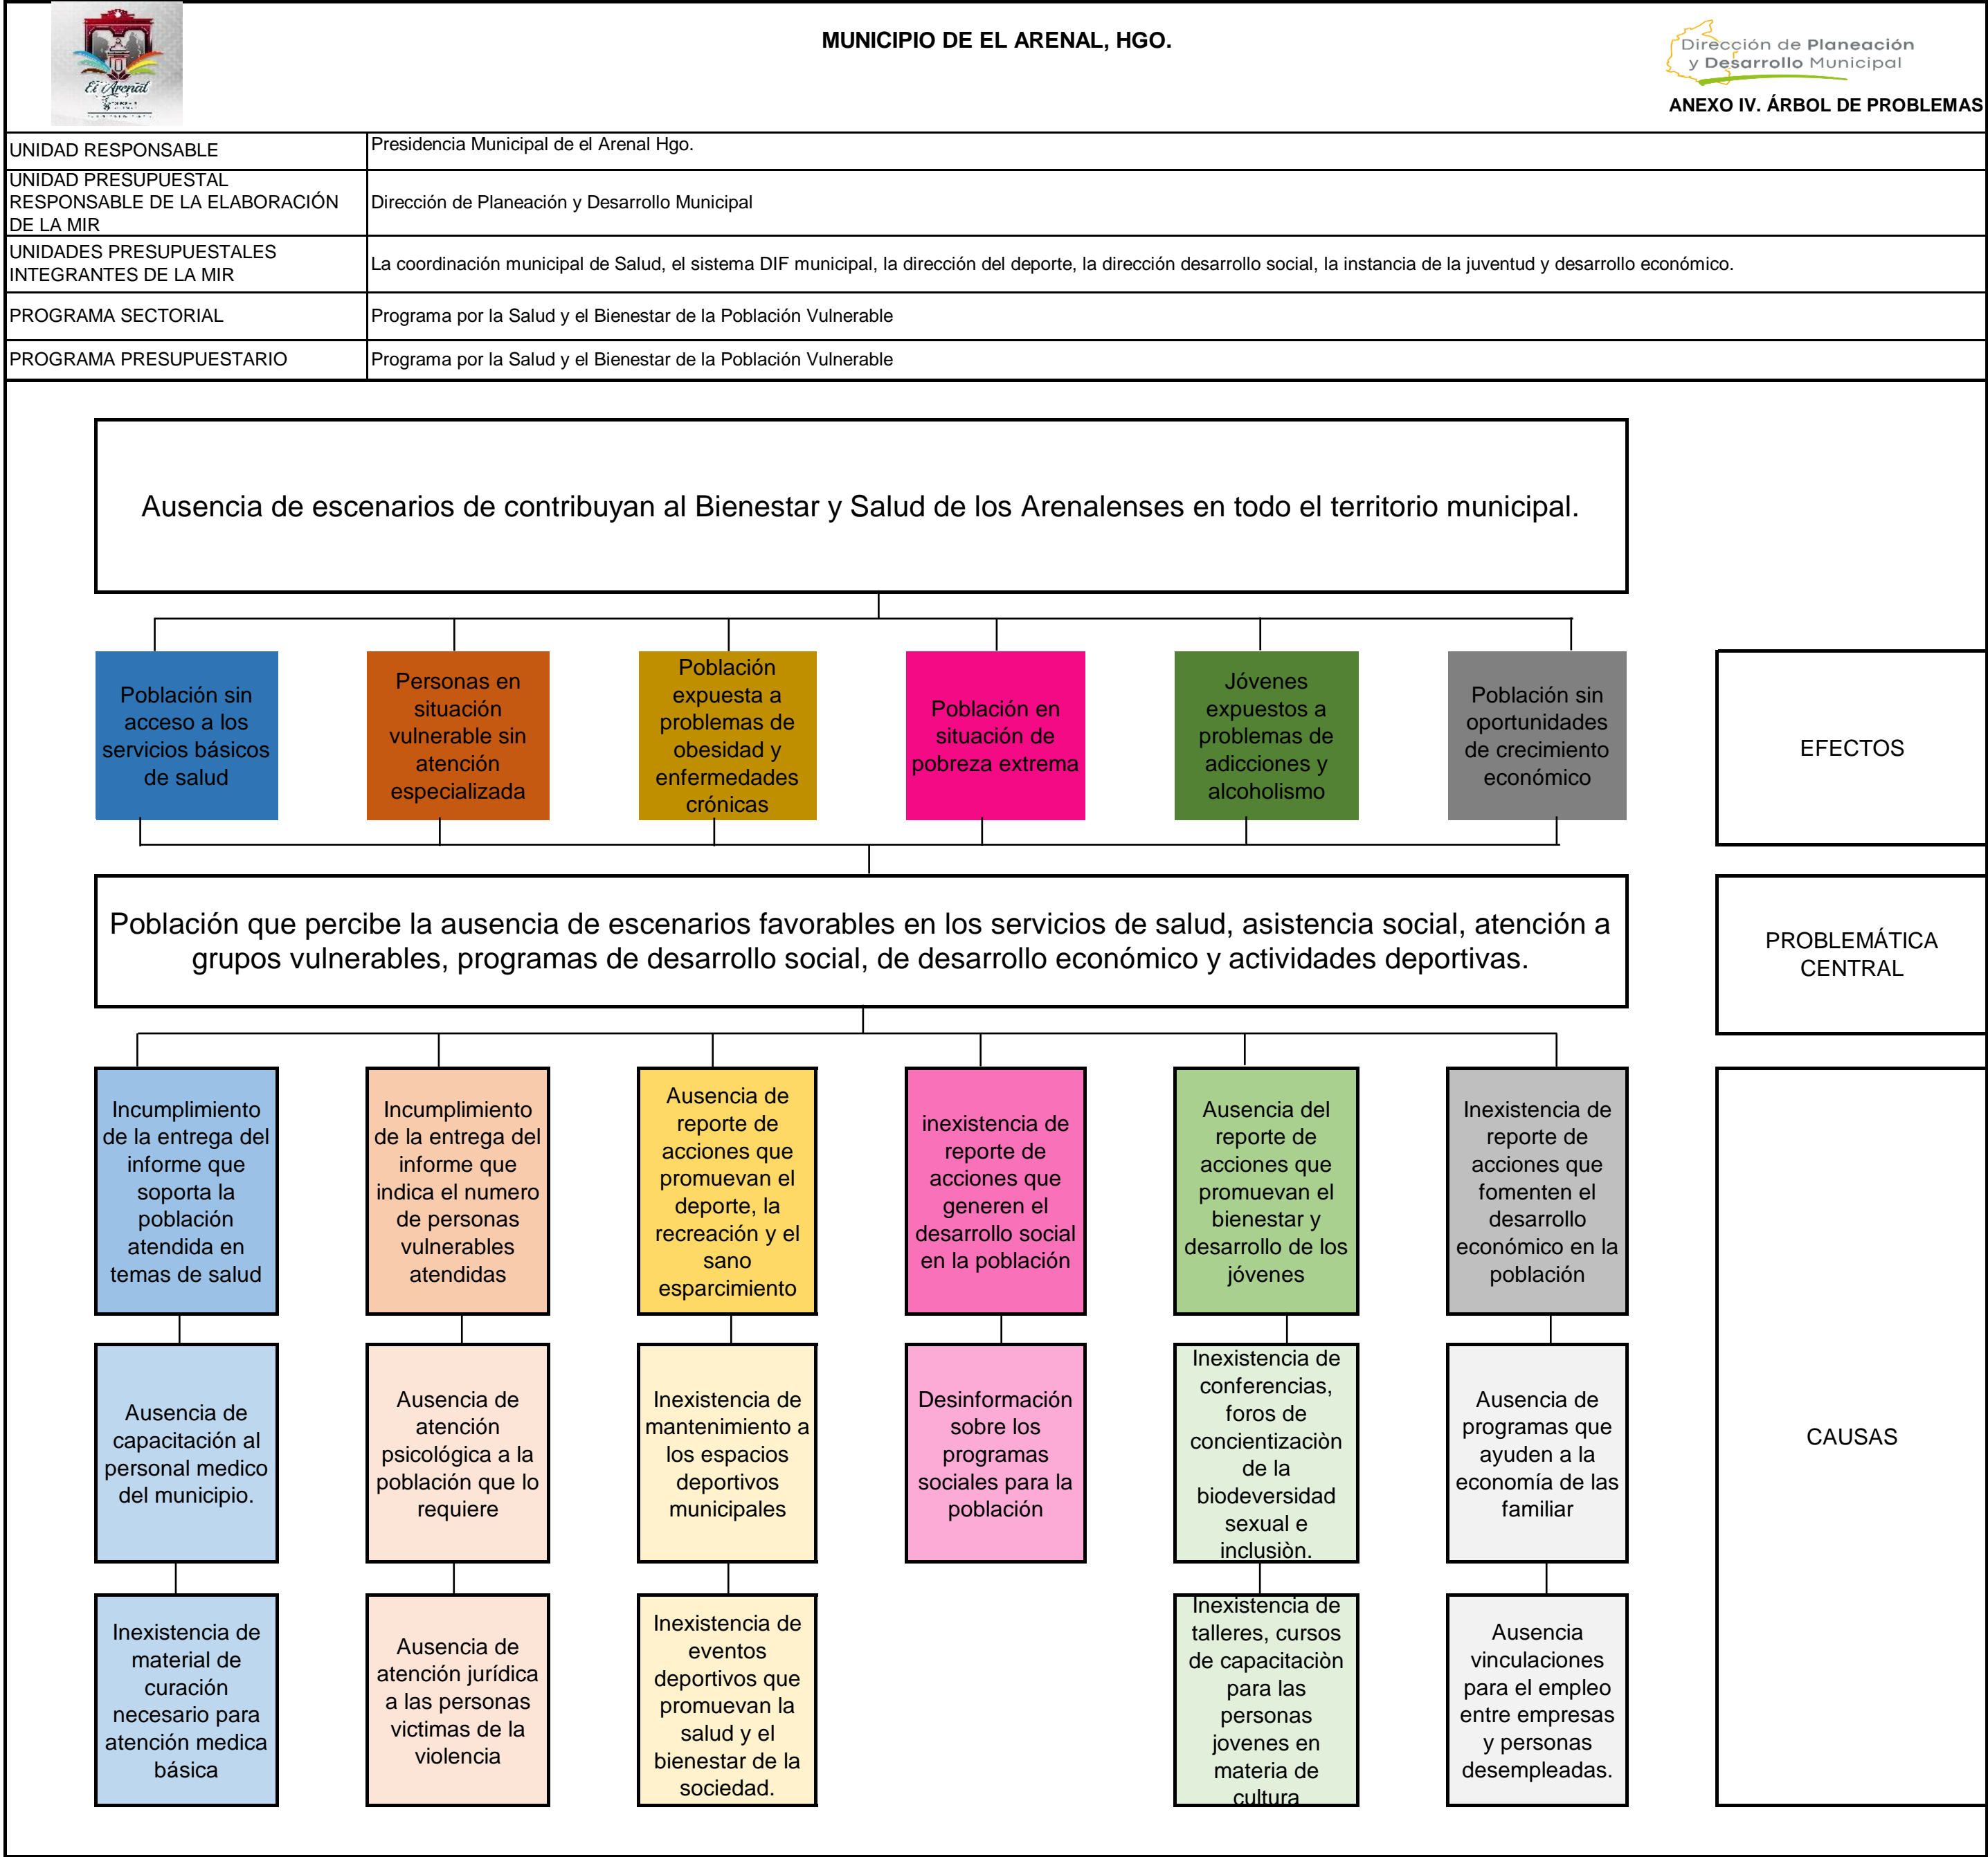 MUNICIPIO DE EL ARENAL, HGO.
El Arenal
Dirección de Planeación
y Desarrollo Municipal
ANEXO IV. ÁRBOL DE PROBLEMAS
UNIDAD RESPONSABLE
Presidencia Municipal de el Arenal Hgo.
UNIDAD PRESUPUESTAL
RESPONSABLE DE LA ELABORACIÓN
DE LA MIR
Dirección de Planeación y Desarrollo Municipal
UNIDADES PRESUPUESTALES
INTEGRANTES DE LA MIR
La coordinación municipal de Salud, el sistema DIF municipal, la dirección del deporte, la dirección desarrollo social, la instancia de la juventud y desarrollo económico.
PROGRAMA SECTORIAL
Programa por la Salud y el Bienestar de la Población Vulnerable
PROGRAMA PRESUPUESTARIO
Programa por la Salud y el Bienestar de la Población Vulnerable
Ausencia de escenarios de contribuyan al Bienestar y Salud de los Arenalenses en todo el territorio municipal.
Población sin
acceso a los
servicios básicos
de salud
Personas en
situación
vulnerable sin
atención
especializada
Población
expuesta a
problemas de
obesidad y
enfermedades
crónicas
Población en
situación de
pobreza extrema
Jóvenes
expuestos a
problemas de
adicciones y
alcoholismo
Población sin
oportunidades
de crecimiento
económico
EFECTOS
Población que percibe la ausencia de escenarios favorables en los servicios de salud, asistencia social, atención a
grupos vulnerables, programas de desarrollo social, de desarrollo económico y actividades deportivas.
PROBLEMÁTICA
CENTRAL
Incumplimiento
de la entrega del
informe que
soporta la
población
atendida en
temas de salud
Incumplimiento
de la entrega del
informe que
indica el numero
de personas
vulnerables
atendidas
Ausencia de
reporte de
acciones que
promuevan el
deporte, la
recreación y el
sano
esparcimiento
inexistencia de
reporte de
acciones que
generen el
desarrollo social
en la población
Ausencia del
reporte de
acciones que
promuevan el
bienestar y
desarrollo de los
jóvenes
Inexistencia de
reporte de
acciones que
fomenten el
desarrollo
económico en la
población
Ausencia de
capacitación al
personal medico
del municipio.
Ausencia de
atención
psicológica a la
población que lo
requiere
Inexistencia de
mantenimiento a
los espacios
deportivos
municipales
Desinformación
sobre los
programas
sociales para la
población
Inexistencia de
conferencias,
foros de
concientizaciòn
de la
biodeversidad
sexual e
inclusiòn.
Ausencia de
programas que
ayuden a la
economía de las
familiar
CAUSAS
Inexistencia de
material de
curación
necesario para
atención medica
básica
Ausencia de
atención jurídica
a las personas
victimas de la
violencia
Inexistencia de
eventos
deportivos que
promuevan la
salud y el
bienestar de la
sociedad.
Inexistencia de
talleres, cursos
de capacitaciòn
para las
personas
jovenes en
materia de
cultura
Ausencia
vinculaciones
para el empleo
entre empresas
y personas
desempleadas.